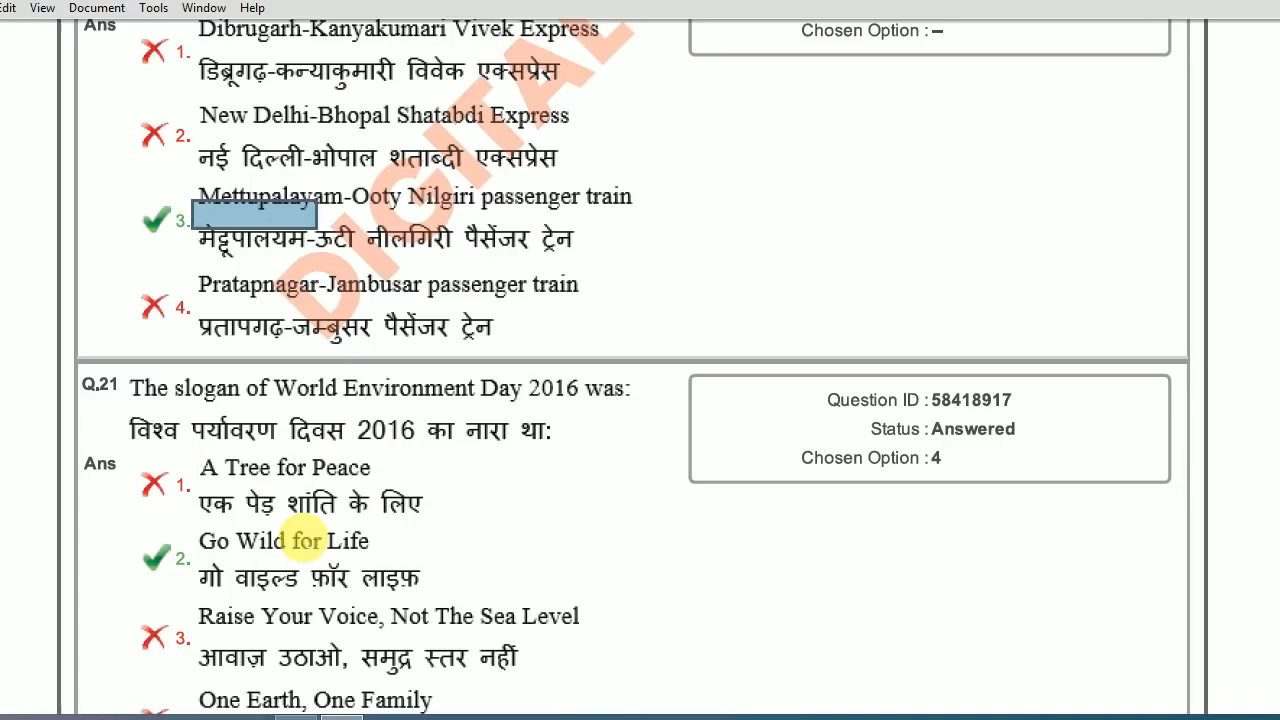 Edit View Document Tools Window Help
Ans
1. Dibrugarh-Kanyakumari Vivek Express
डिब्रूगढ़-कन्याकुमारी विवेक एक्सप्रेस
Chosen Option : –
2. New Delhi-Bhopal Shatabdi Express
नई दिल्ली-भोपाल शताब्दी एक्सप्रेस
3. Mettupalayam-Ooty Nilgiri passenger train
मेट्टूपालयम-ऊटी नीलगिरी पैसेंजर ट्रेन
4. Pratapnagar-Jambusar passenger train
प्रतापगढ़-जम्बुसर पैसेंजर ट्रेन
DIGITAL
Q.21 The slogan of World Environment Day 2016 was:
विश्व पर्यावरण दिवस 2016 का नारा था:
Question ID : 58418917
Status : Answered
Chosen Option : 4
Ans
1. A Tree for Peace
एक पेड़ शांति के लिए
2. Go Wild for Life
गो वाइल्ड फ़ॉर लाइफ़
3. Raise Your Voice, Not The Sea Level
आवाज़ उठाओ, समुद्र स्तर नहीं
One Earth, One Family